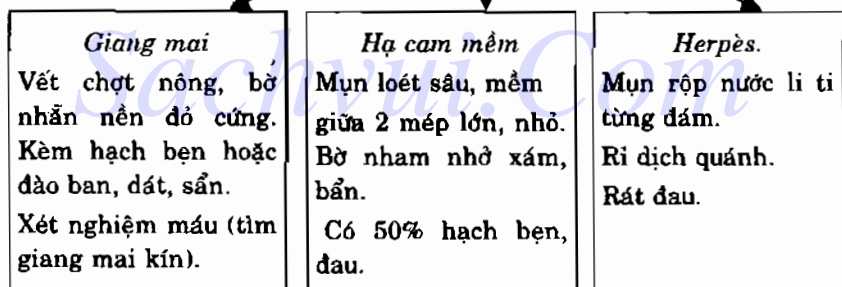 Giang mai
Vết chợt nông, bờ
nhẵn nền đỏ cứng.
Kèm hạch bẹn hoặc
đào ban, dát, sẩn.
Xét nghiệm máu (tìm
giang mai kín).
Hạ cam mềm
Mụn loét sâu, mềm
giữa 2 mép lớn, nhỏ.
Bờ nham nhở xám,
bẩn.
Có 50% hạch bẹn,
đau.
Herpès.
Mụn rộp nước li ti
từng đám.
Rỉ dịch quánh.
Rát đau.
Sachvui.Com